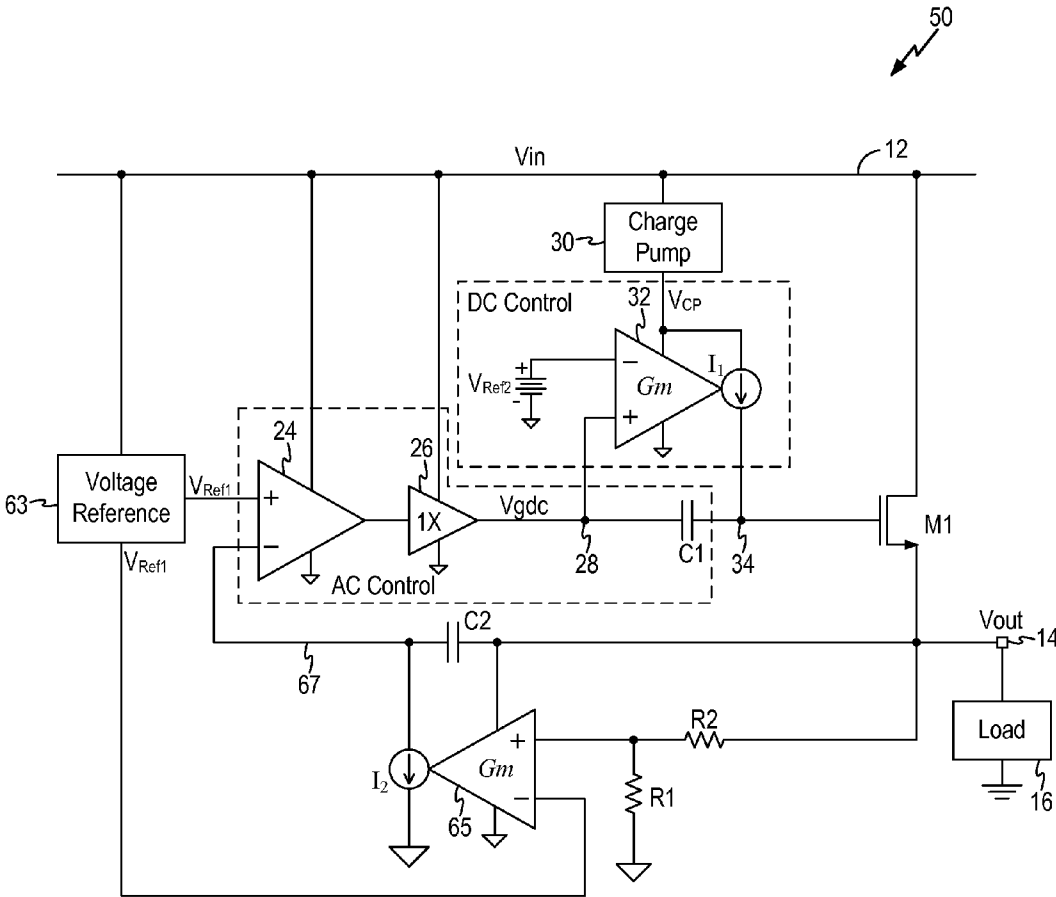 50
Vin
12
30
Charge
Pump
DC Control
32
VCP
VRef2
+
-
−
Gm
+
I1
24
26
63
Voltage
Reference
VRef1
+
−
1X
Vgdc
C1
28
34
M1
AC Control
VRef1
C2
67
Vout
14
R2
Load
16
I2
Gm
+
−
65
R1